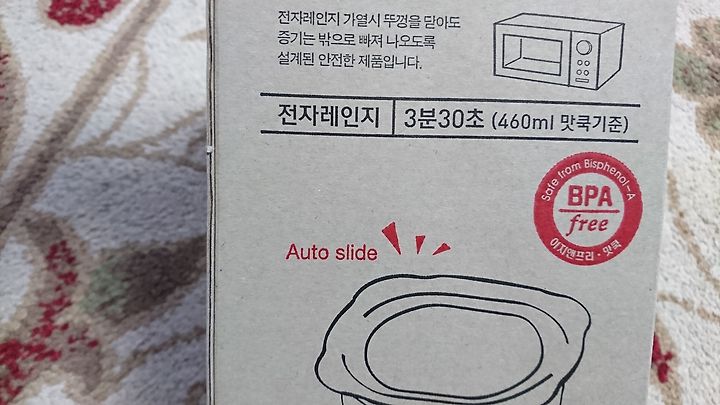 전자레인지 가열시 뚜껑을 닫아도
증기는 밖으로 빠져 나오도록
설계된 안전한 제품입니다.
전자레인지 3분30초 (460ml 맛쿡기준)
Safe from Bisphenol-A
BPA
free
이지앤프리·맛쿡
Auto slide